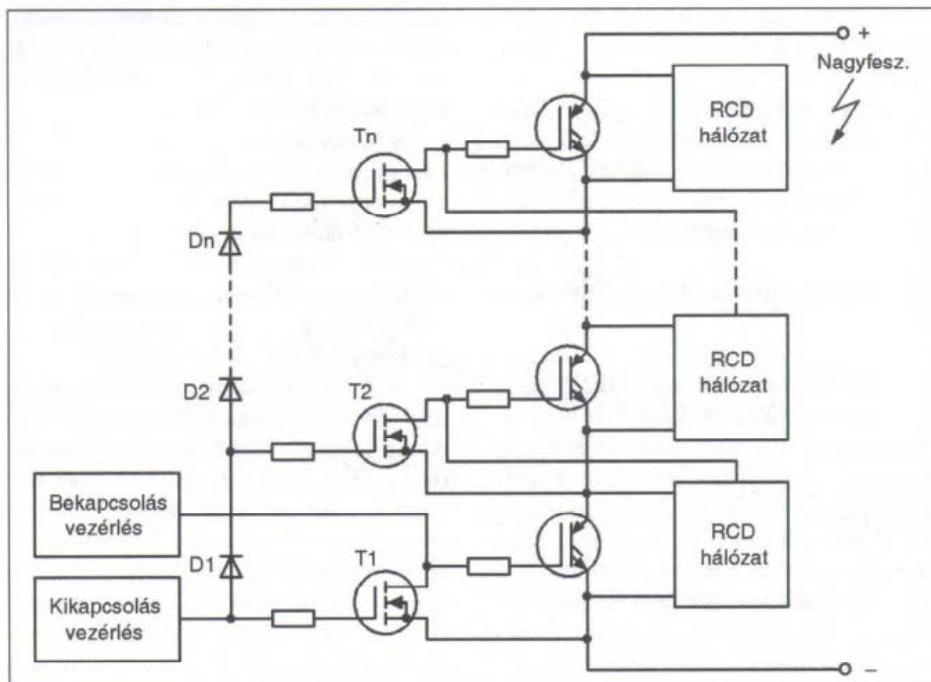 +
Nagyfesz.
RCD
hálózat
Tn
Dn
RCD
hálózat
D2
T2
Bekapcsolás
vezérlés
RCD
hálózat
D1
T1
Kikapcsolás
vezérlés
–